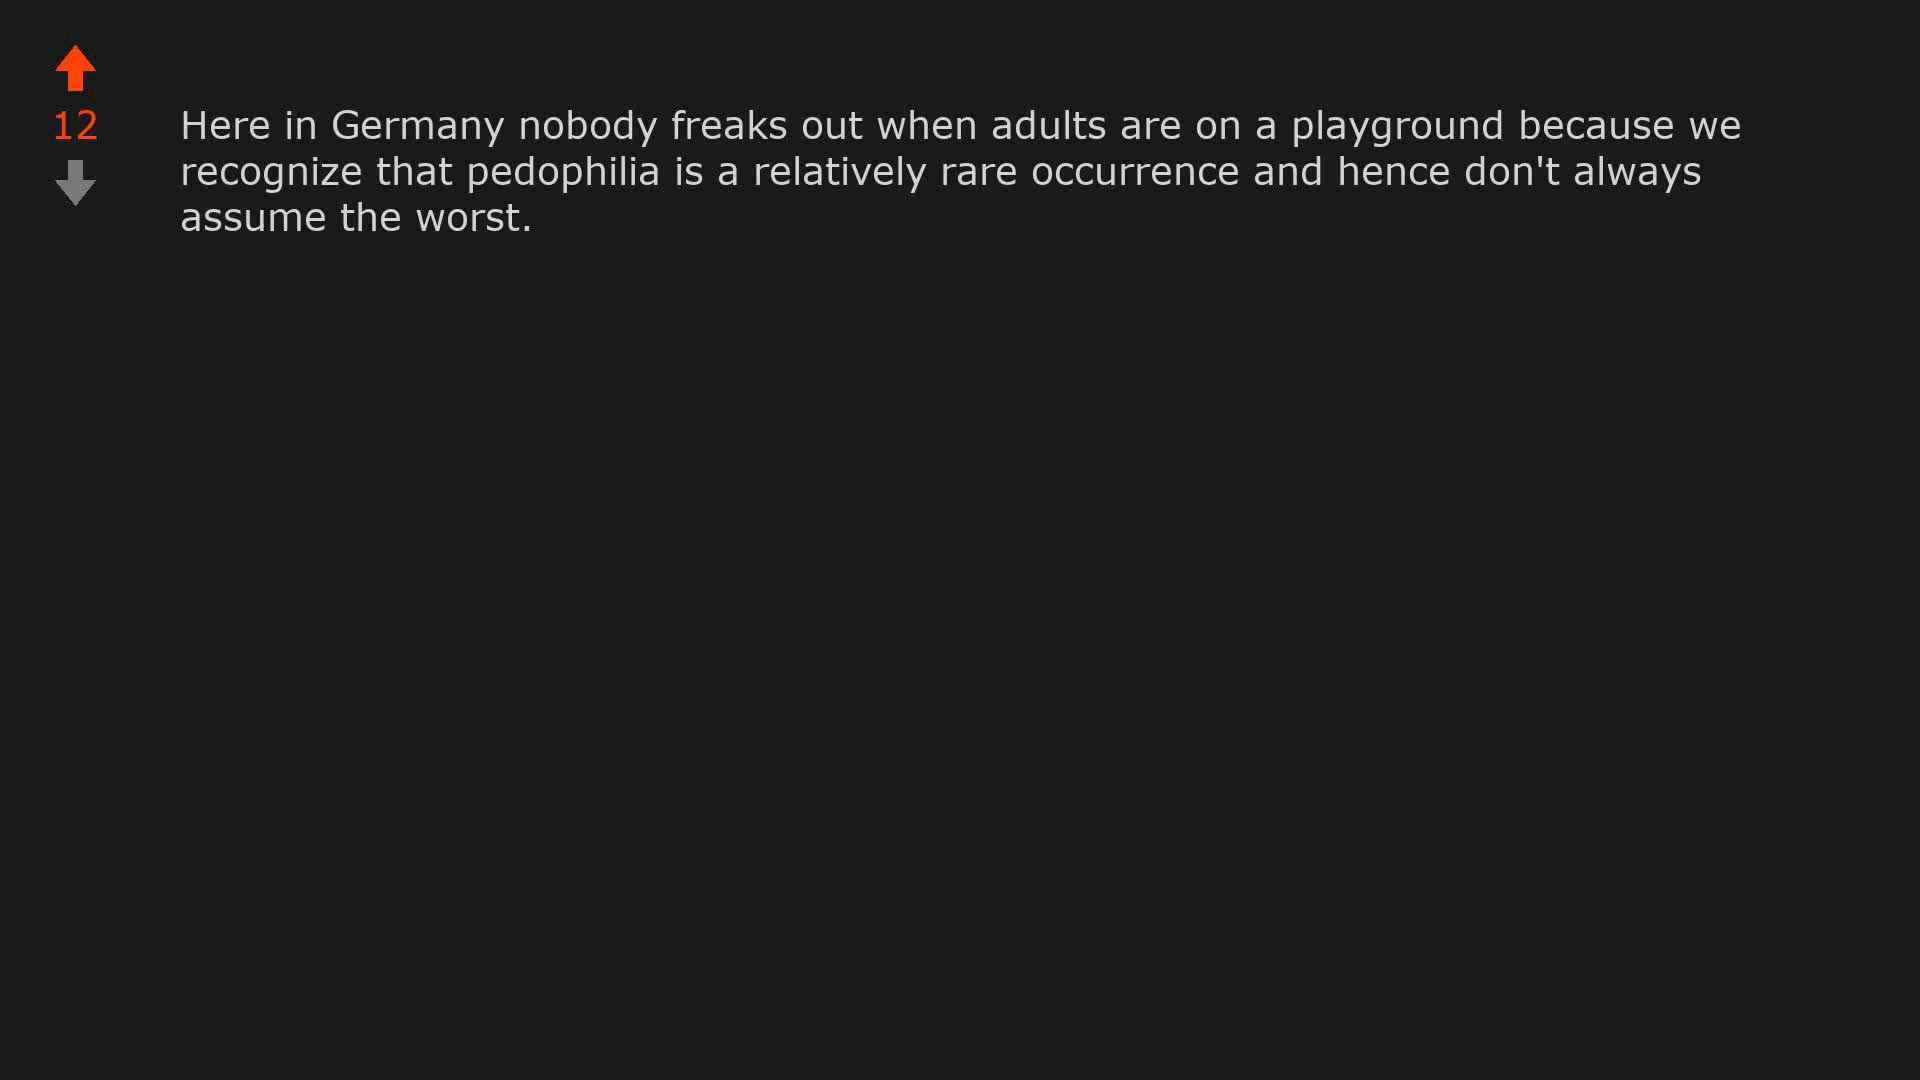 12
Here in Germany nobody freaks out when adults are on a playground because we
recognize that pedophilia is a relatively rare occurrence and hence don't always
assume the worst.